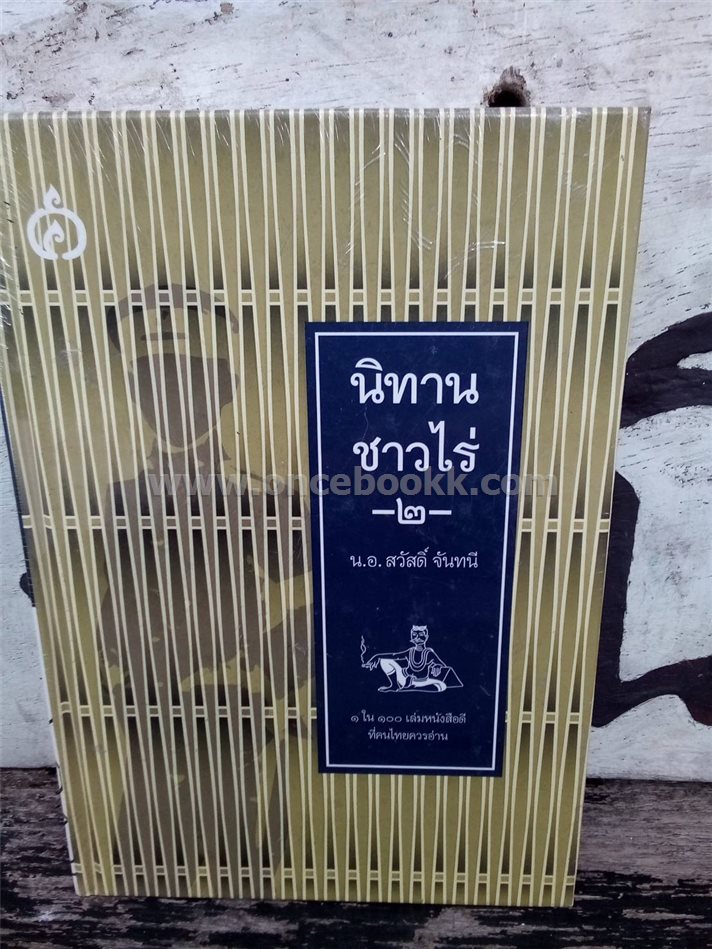 นิทาน
ชาวไร่
www.oncebookk.com
–๒–
น.อ. สวัสดิ์ จันทนี
๑ ใน ๑๐๐ เล่มหนังสือดี
ที่คนไทยควรอ่าน